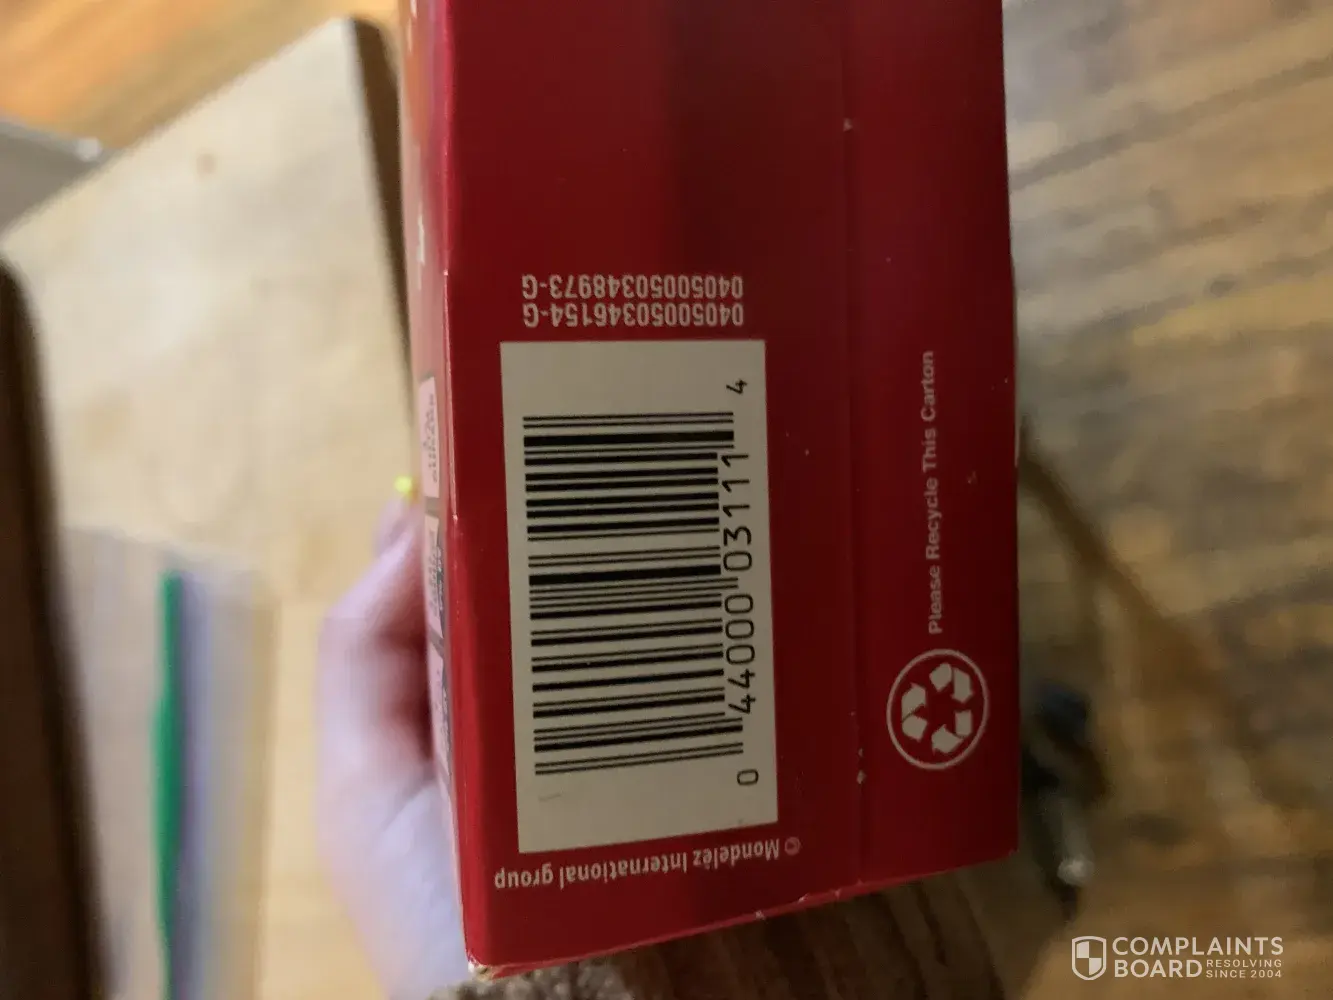 04050050348973-G
04050050346154-G
0 44000 03111 4
© Mondelēz International group
Please Recycle This Carton
COMPLAINTS
BOARD RESOLVING
SINCE 2004